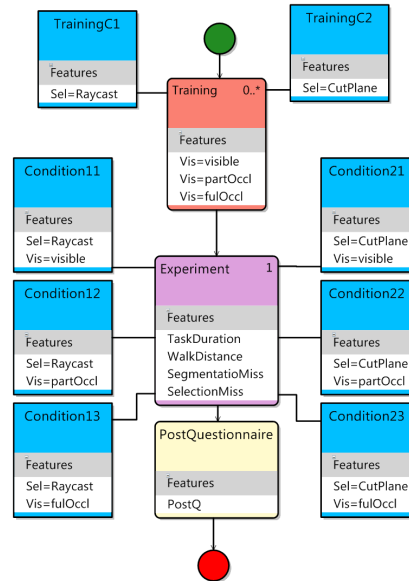 TrainingC1
Features
Sel=Raycast
TrainingC2
Features
Sel=CutPlane
Training 0..*
Features
Vis=visible
Vis=partOccl
Vis=fulOccl
Condition11
Features
Sel=Raycast
Vis=visible
Condition21
Features
Sel=CutPlane
Vis=visible
Experiment 1
Features
TaskDuration
WalkDistance
SegmentatioMiss
SelectionMiss
Condition12
Features
Sel=Raycast
Vis=partOccl
Condition22
Features
Sel=CutPlane
Vis=partOccl
Condition13
Features
Sel=Raycast
Vis=fulOccl
PostQuestionnaire
Features
PostQ
Condition23
Features
Sel=CutPlane
Vis=fulOccl